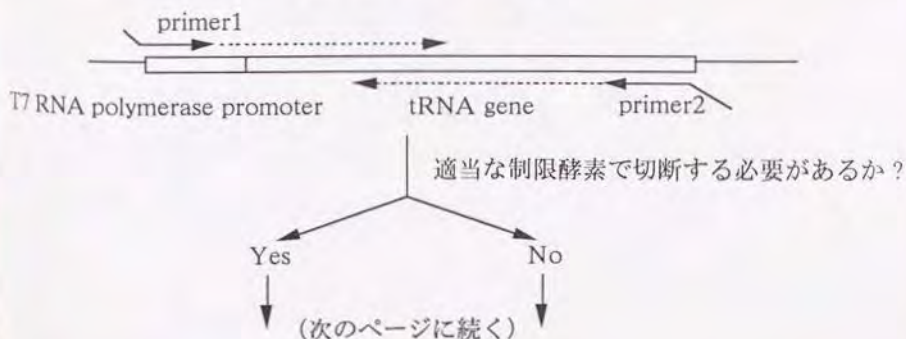 primer1
T7 RNA polymerase promoter tRNA gene primer2
適当な制限酵素で切断する必要があるか?
Yes No
(次のページに続く)